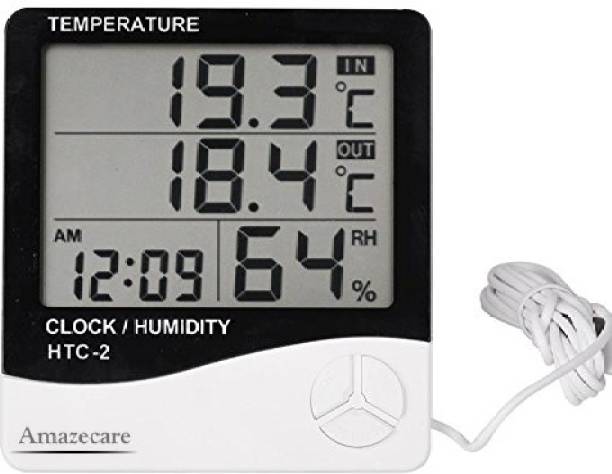 TEMPERATURE
19.3 °C IN
18.4 °C OUT
AM 12:09
64 % RH
CLOCK / HUMIDITY
HTC-2
Amazecare